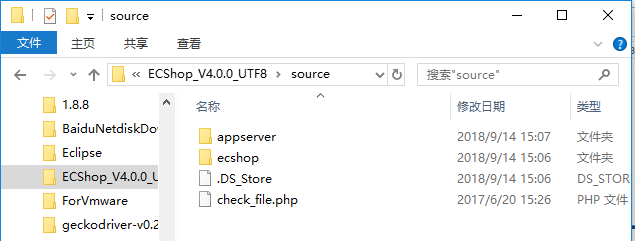 source
文件 主页 共享 查看
« ECShop_V4.0.0_UTF8 › source 搜索"source"
名称 修改日期 类型
1.8.8
BaiduNetdiskDow
Eclipse
ECShop_V4.0.0_U
ForVmware
geckodriver-v0.2
appserver 2018/9/14 15:07 文件夹
ecshop 2018/9/14 15:06 文件夹
.DS_Store 2018/9/14 15:06 DS_STOR
check_file.php 2017/6/20 15:26 PHP 文件